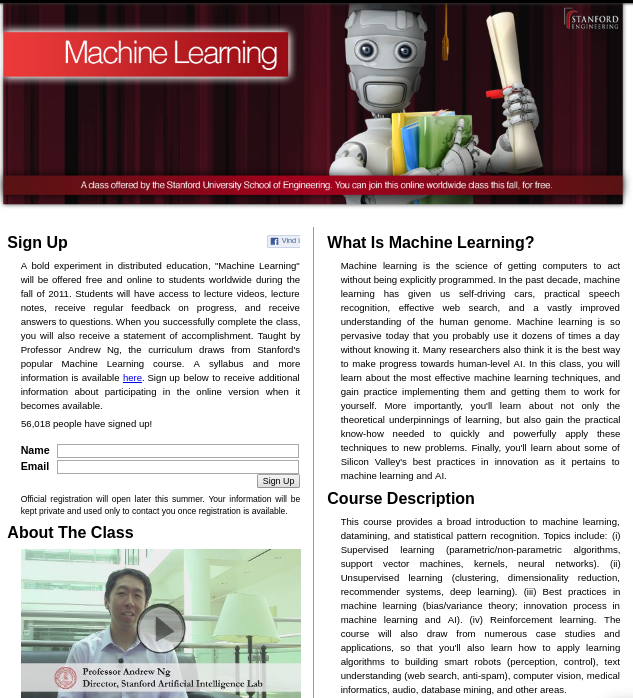 STANFORD
ENGINEERING
Machine Learning
A class offered by the Stanford University School of Engineering. You can join this online worldwide class this fall, for free.
Sign Up
Vind l
A bold experiment in distributed education, "Machine Learning"
will be offered free and online to students worldwide during the
fall of 2011. Students will have access to lecture videos, lecture
notes, receive regular feedback on progress, and receive
answers to questions. When you successfully complete the class,
you will also receive a statement of accomplishment. Taught by
Professor Andrew Ng, the curriculum draws from Stanford's
popular Machine Learning course. A syllabus and more
information is available here. Sign up below to receive additional
information about participating in the online version when it
becomes available.
56,018 people have signed up!
Name
Email
Sign Up
Official registration will open later this summer. Your information will be
kept private and used only to contact you once registration is available.
About The Class
Professor Andrew Ng
Director, Stanford Artificial Intelligence Lab
What Is Machine Learning?
Machine learning is the science of getting computers to act
without being explicitly programmed. In the past decade, machine
learning has given us self-driving cars, practical speech
recognition, effective web search, and a vastly improved
understanding of the human genome. Machine learning is so
pervasive today that you probably use it dozens of times a day
without knowing it. Many researchers also think it is the best way
to make progress towards human-level AI. In this class, you will
learn about the most effective machine learning techniques, and
gain practice implementing them and getting them to work for
yourself. More importantly, you'll learn about not only the
theoretical underpinnings of learning, but also gain the practical
know-how needed to quickly and powerfully apply these
techniques to new problems. Finally, you'll learn about some of
Silicon Valley's best practices in innovation as it pertains to
machine learning and AI.
Course Description
This course provides a broad introduction to machine learning,
datamining, and statistical pattern recognition. Topics include: (i)
Supervised learning (parametric/non-parametric algorithms,
support vector machines, kernels, neural networks). (ii)
Unsupervised learning (clustering, dimensionality reduction,
recommender systems, deep learning). (iii) Best practices in
machine learning (bias/variance theory; innovation process in
machine learning and AI). (iv) Reinforcement learning. The
course will also draw from numerous case studies and
applications, so that you'll also learn how to apply learning
algorithms to building smart robots (perception, control), text
understanding (web search, anti-spam), computer vision, medical
informatics, audio, database mining, and other areas.